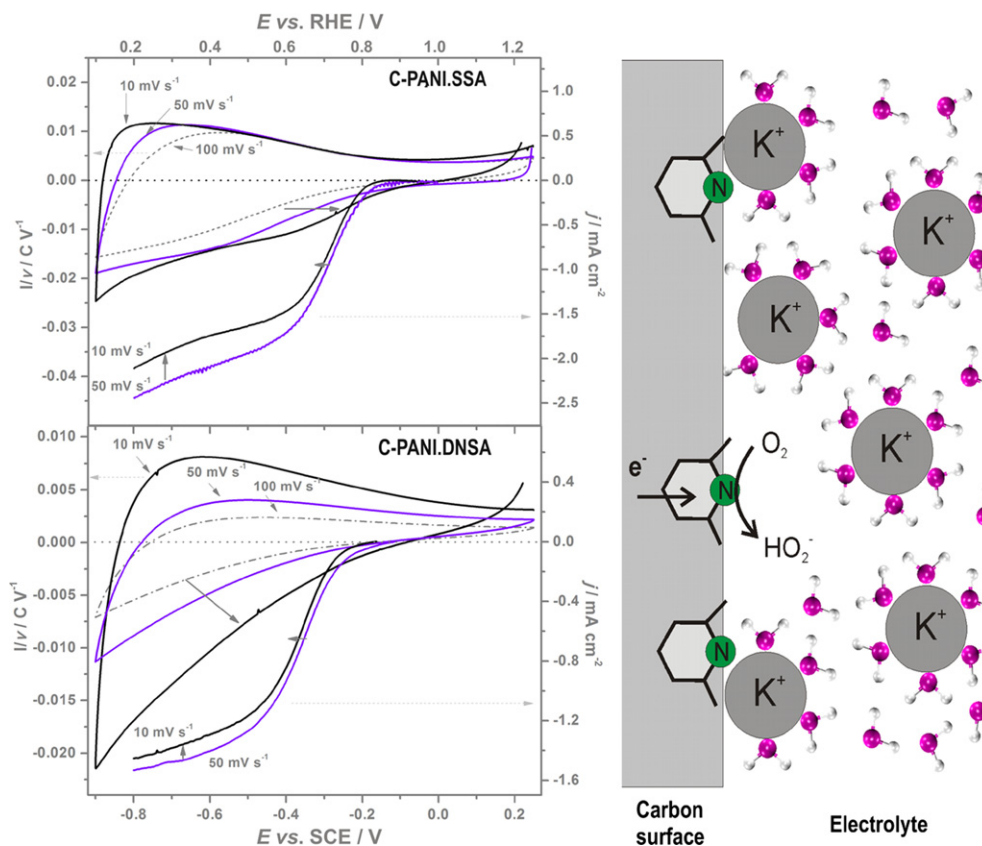 E vs. RHE / V
0.2 0.4 0.6 0.8 1.0 1.2
C-PANI.SSA
10 mV s⁻¹
50 mV s⁻¹
100 mV s⁻¹
0.02
0.01
0.00
-0.01
-0.02
-0.03
-0.04
I/ν / C V⁻¹
1.0
0.5
0.0
-0.5
-1.0
-1.5
-2.0
-2.5
j / mA cm⁻²
10 mV s⁻¹
50 mV s⁻¹
C-PANI.DNSA
10 mV s⁻¹
50 mV s⁻¹
100 mV s⁻¹
0.010
0.005
0.000
-0.005
-0.010
-0.015
-0.020
I/ν / C V⁻¹
0.4
0.0
-0.4
-0.8
-1.2
-1.6
j / mA cm⁻²
10 mV s⁻¹
50 mV s⁻¹
-0.8 -0.6 -0.4 -0.2 0.0 0.2
E vs. SCE / V
K⁺
N
K⁺
K⁺
K⁺
e⁻
N
O₂
HO₂⁻
N
K⁺
K⁺
Carbon
surface
Electrolyte